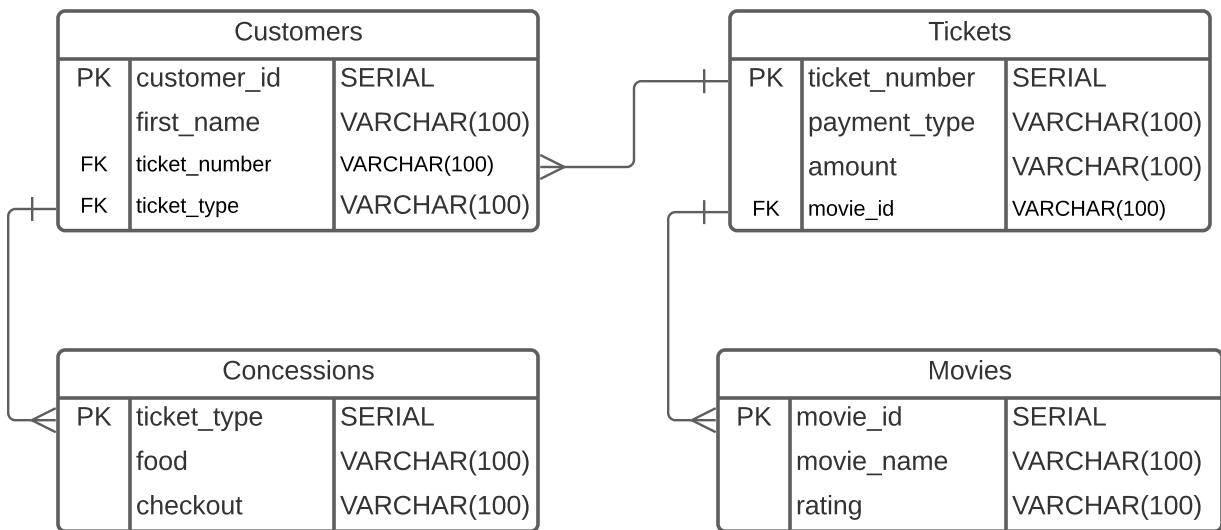 Customers
PK customer_id SERIAL
first_name VARCHAR(100)
FK ticket_number VARCHAR(100)
FK ticket_type VARCHAR(100)
Tickets
PK ticket_number SERIAL
payment_type VARCHAR(100)
amount VARCHAR(100)
FK movie_id VARCHAR(100)
Concessions
PK ticket_type SERIAL
food VARCHAR(100)
checkout VARCHAR(100)
Movies
PK movie_id SERIAL
movie_name VARCHAR(100)
rating VARCHAR(100)